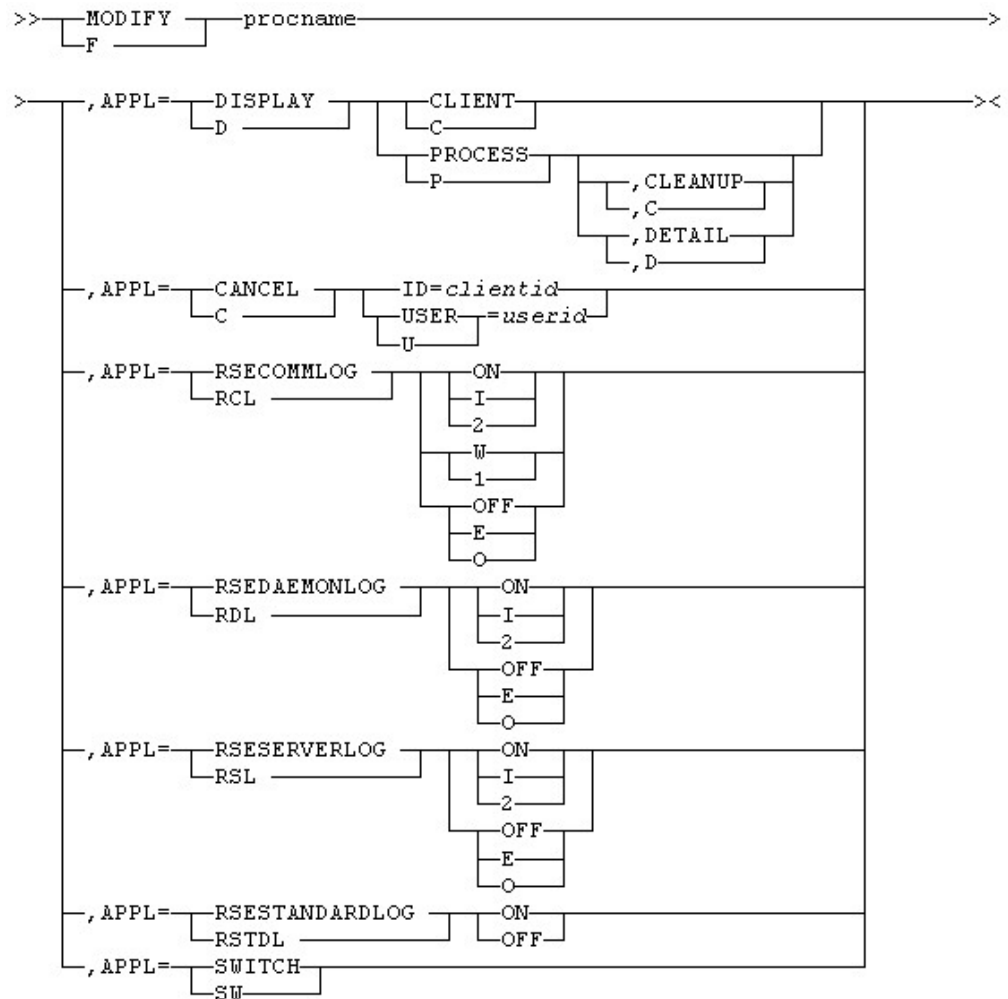 >> MODIFY procname >
F
> ,APPL= DISPLAY CLIENT ><
D C
PROCESS
P ,CLEANUP
,C
,DETAIL
,D
,APPL= CANCEL ID=clientid
C USER =userid
U
,APPL= RSECOMMLOG ON
RCL I
2
W
1
OFF
E
O
,APPL= RSEDAEMONLOG ON
RDL I
2
OFF
E
O
,APPL= RSESERVERLOG ON
RSL I
2
OFF
E
O
,APPL= RSESTANDARDLOG ON
RSTDL OFF
,APPL= SWITCH
SW